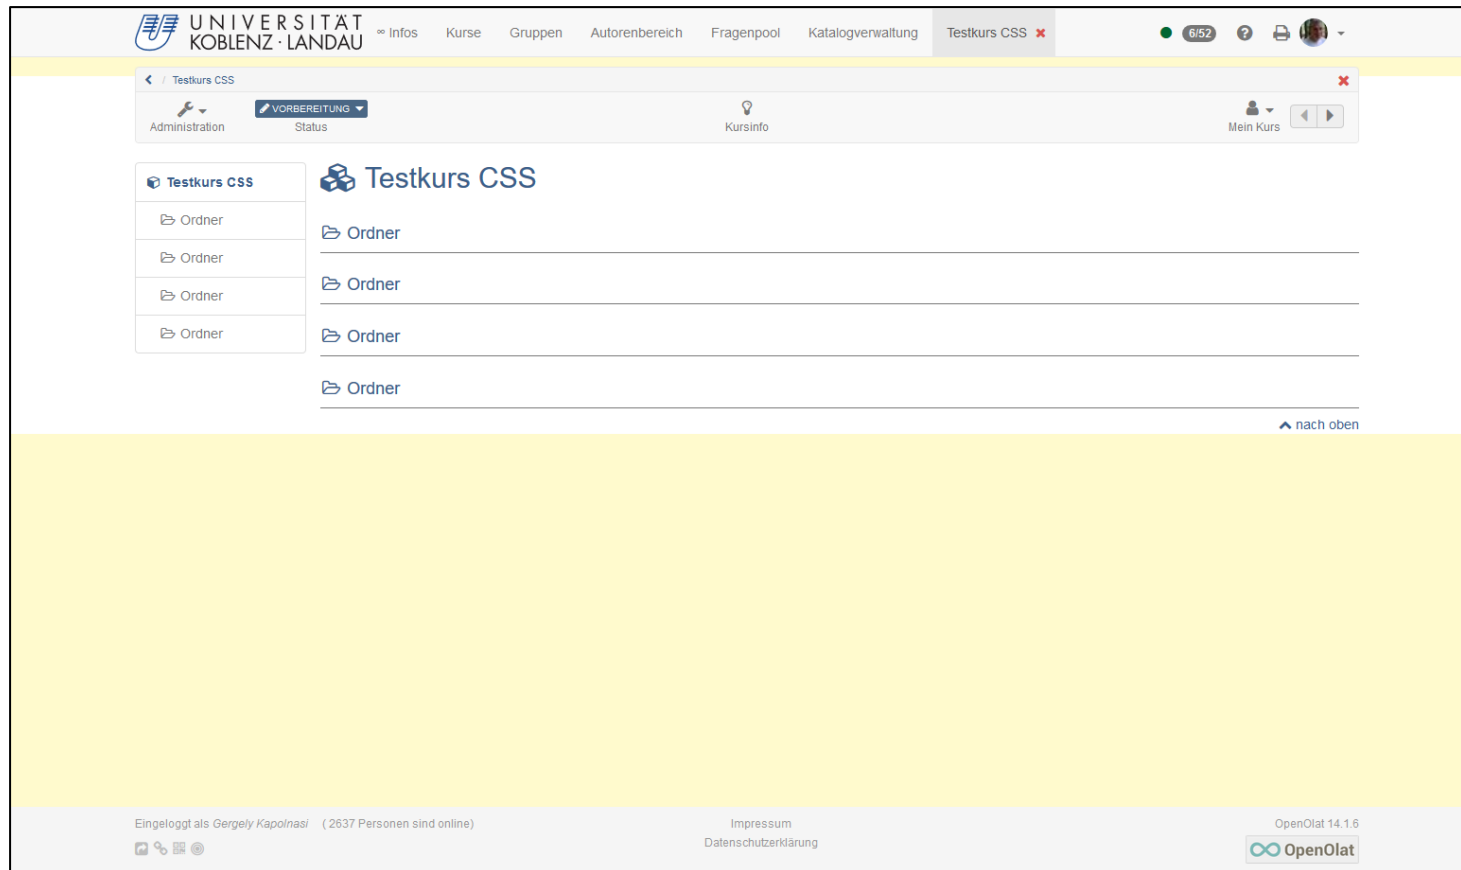 UNIVERSITÄT
KOBLENZ · LANDAU
∞ Infos Kurse Gruppen Autorenbereich Fragenpool Katalogverwaltung Testkurs CSS ✖ 6/52
/ Testkurs CSS
VORBEREITUNG
Administration Status Kursinfo Mein Kurs
Testkurs CSS
Ordner
Ordner
Ordner
Ordner
Testkurs CSS
Ordner
Ordner
Ordner
Ordner
nach oben
Eingeloggt als Gergely Kapolnasi ( 2637 Personen sind online)
Impressum
Datenschutzerklärung
OpenOlat 14.1.6
OpenOlat